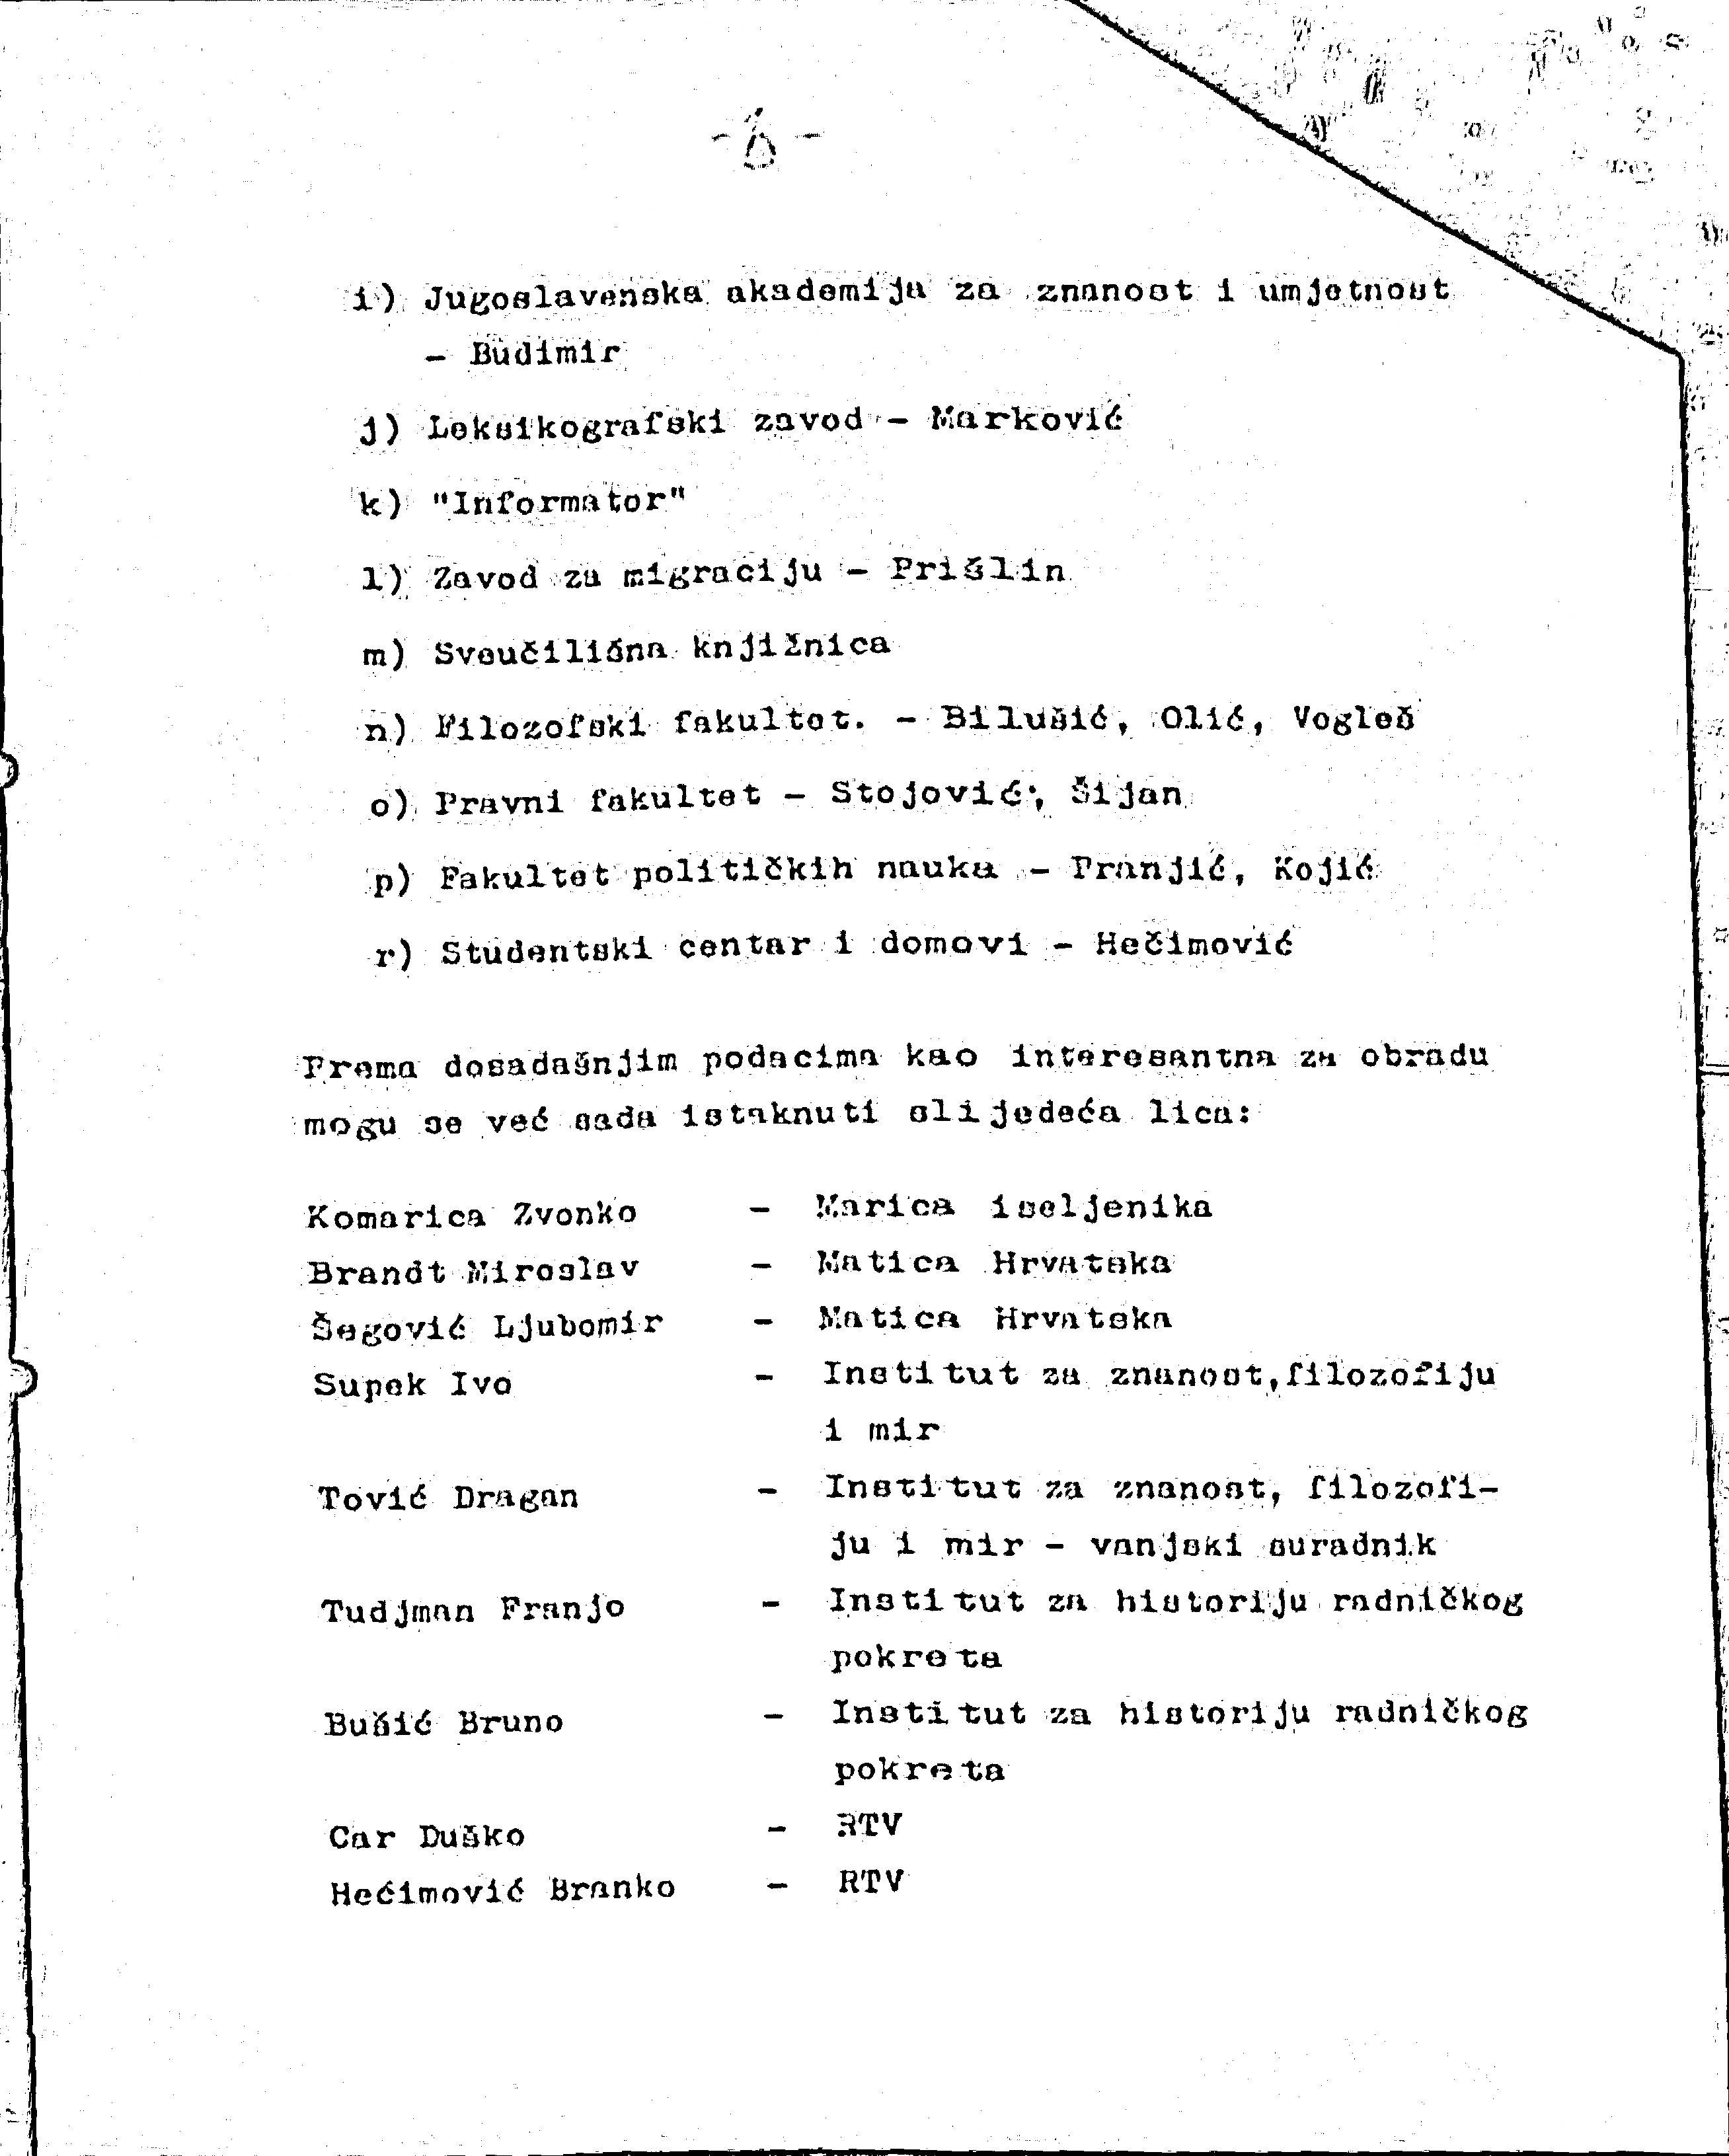 i) Jugoslavenska akademija za znanost i umjetnost
- Budimir
j) Leksikografski zavod - Marković
k) "Informator"
l) Zavod za migraciju - Prišlin
m) Sveučilišna knjižnica
n) Filozofski fakultet. - Bilušić, Olić, Vogleš
o) Pravni fakultet - Stojović, Šijan
p) Fakultet političkih nauka - Pranjić, Kojić
r) Studentski centar i domovi - Hečimović
Prema dosadašnjim podacima kao interesantna za obradu
mogu se već sada istaknuti slijedeća lica:
Komarica Zvonko - Marica iseljenika
Brandt Miroslav - Matica Hrvatska
Šegović Ljubomir - Matica Hrvatska
Supek Ivo - Institut za znanost,filozofiju
i mir
Tović Dragan - Institut za znanost, filozofi-
ju i mir - vanjski suradnik
Tudjman Franjo - Institut za historiju radničkog
pokreta
Bušić Bruno - Institut za historiju radničkog
pokreta
Car Duško - RTV
Hećimović Branko - RTV